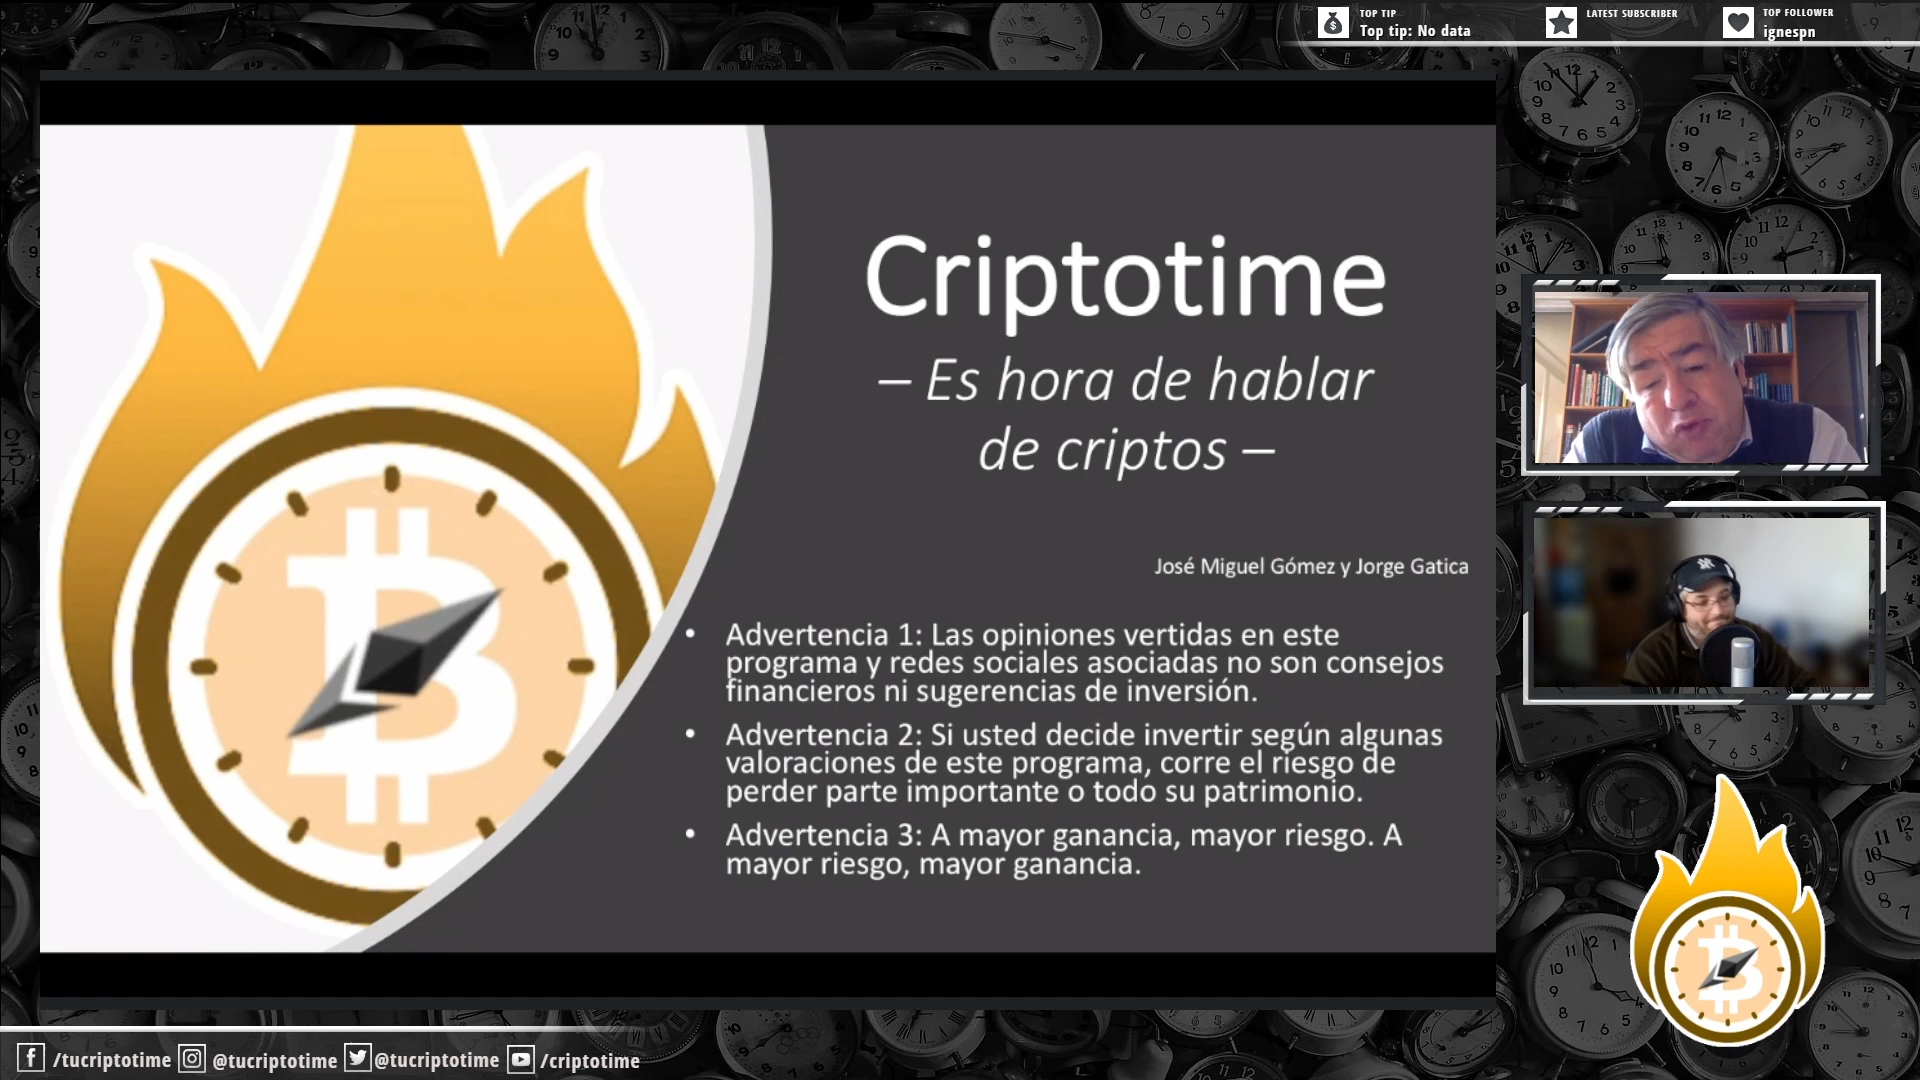 TOP TIP
Top tip: No data
LATEST SUBSCRIBER
TOP FOLLOWER
ignespn
Criptotime
– Es hora de hablar
de criptos –
José Miguel Gómez y Jorge Gatica
• Advertencia 1: Las opiniones vertidas en este
programa y redes sociales asociadas no son consejos
financieros ni sugerencias de inversión.
• Advertencia 2: Si usted decide invertir según algunas
valoraciones de este programa, corre el riesgo de
perder parte importante o todo su patrimonio.
• Advertencia 3: A mayor ganancia, mayor riesgo. A
mayor riesgo, mayor ganancia.
/tucriptotime @tucriptotime @tucriptotime /criptotime